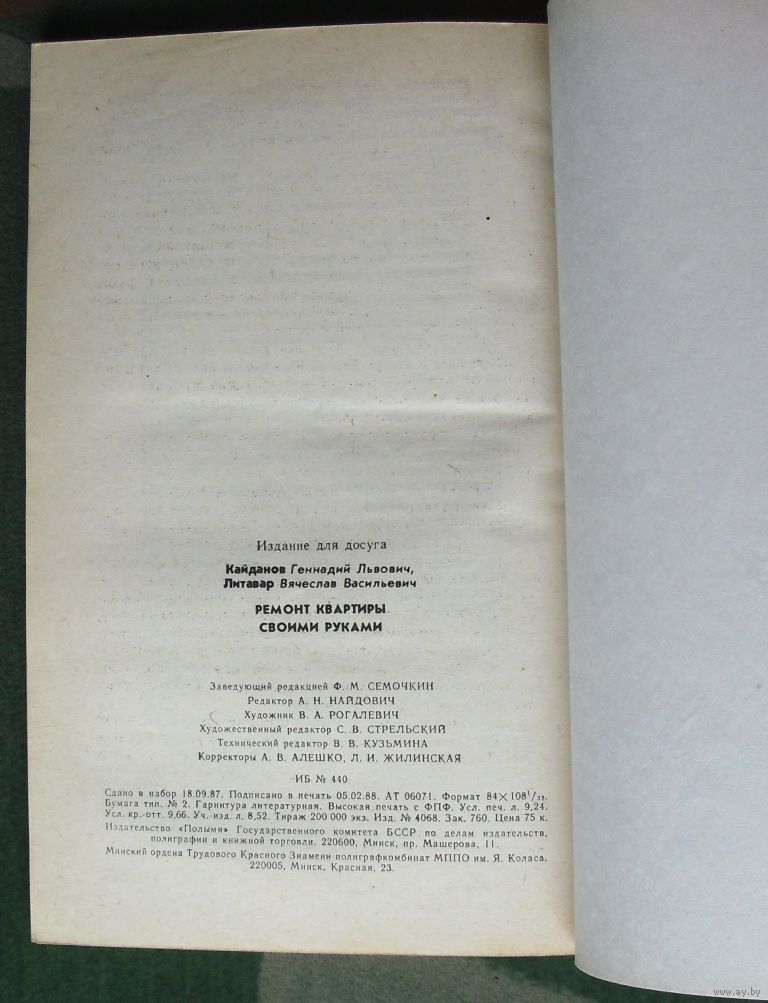 Издание для досуга
Кайданов Геннадий Львович,
Литавар Вячеслав Васильевич
РЕМОНТ КВАРТИРЫ
СВОИМИ РУКАМИ
Заведующий редакцией Ф. М. СЕМОЧКИН
Редактор А. Н. НАЙДОВИЧ
Художник В. А. РОГАЛЕВИЧ
Художественный редактор С. В. СТРЕЛЬСКИЙ
Технический редактор В. В. КУЗЬМИНА
Корректоры А. В. АЛЕШКО, Л. И. ЖИЛИНСКАЯ
ИБ № 440
Сдано в набор 18.09.87. Подписано в печать 05.02.88. АТ 06071. Формат 84×108¹/₃₂.
Бумага тип. № 2. Гарнитура литературная. Высокая печать с ФПФ. Усл. печ. л. 9,24.
Усл. кр.-отт. 9,66. Уч.-изд. л. 8,52. Тираж 200 000 экз. Изд. № 4068. Зак. 760. Цена 75 к.
Издательство «Полымя» Государственного комитета БССР по делам издательств,
полиграфии и книжной торговли. 220600, Минск, пр. Машерова, 11.
Минский ордена Трудового Красного Знамени полиграфкомбинат МППО им. Я. Коласа.
220005, Минск, Красная, 23.
www.ay.by